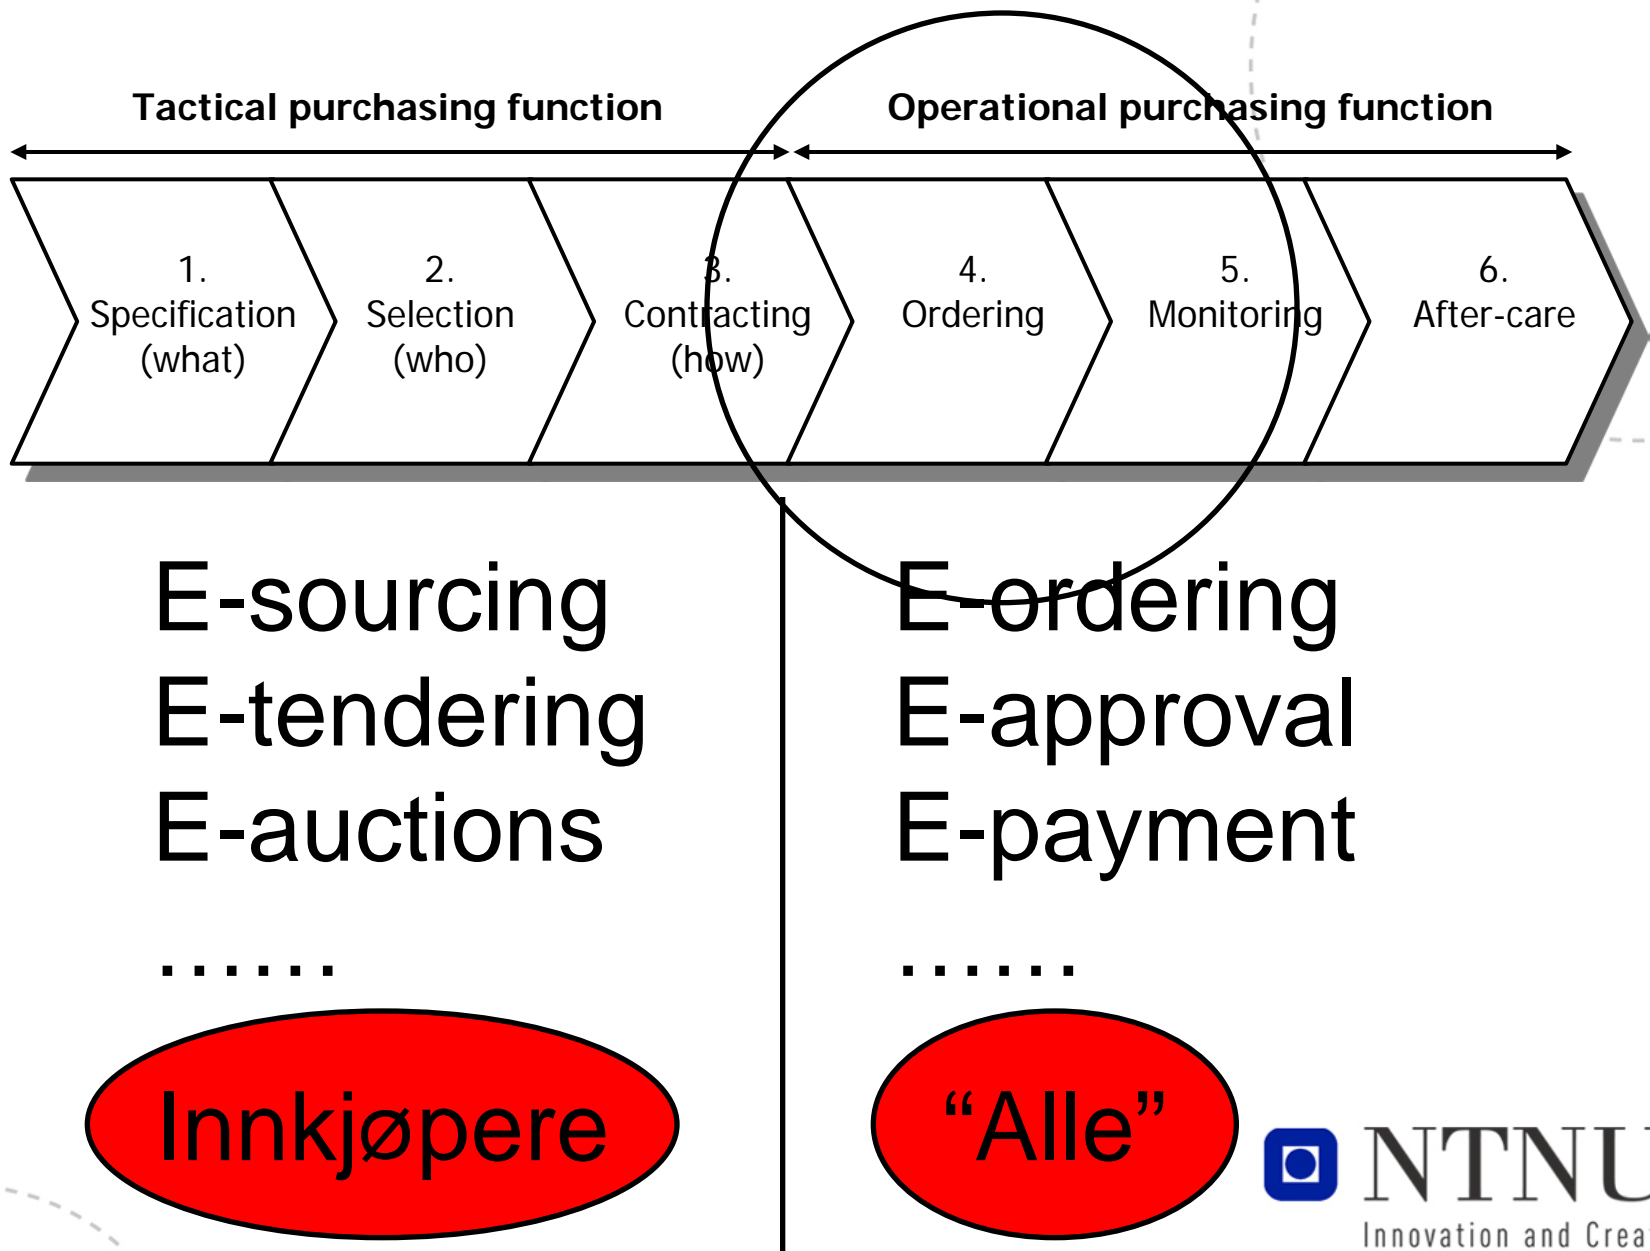 Tactical purchasing function
Operational purchasing function
1.
Specification
(what)
2.
Selection
(who)
3.
Contracting
(how)
4.
Ordering
5.
Monitoring
6.
After-care
E-sourcing
E-tendering
E-auctions
......
Innkjøpere
E-ordering
E-approval
E-payment
......
“Alle”
NTNU
Innovation and Crea